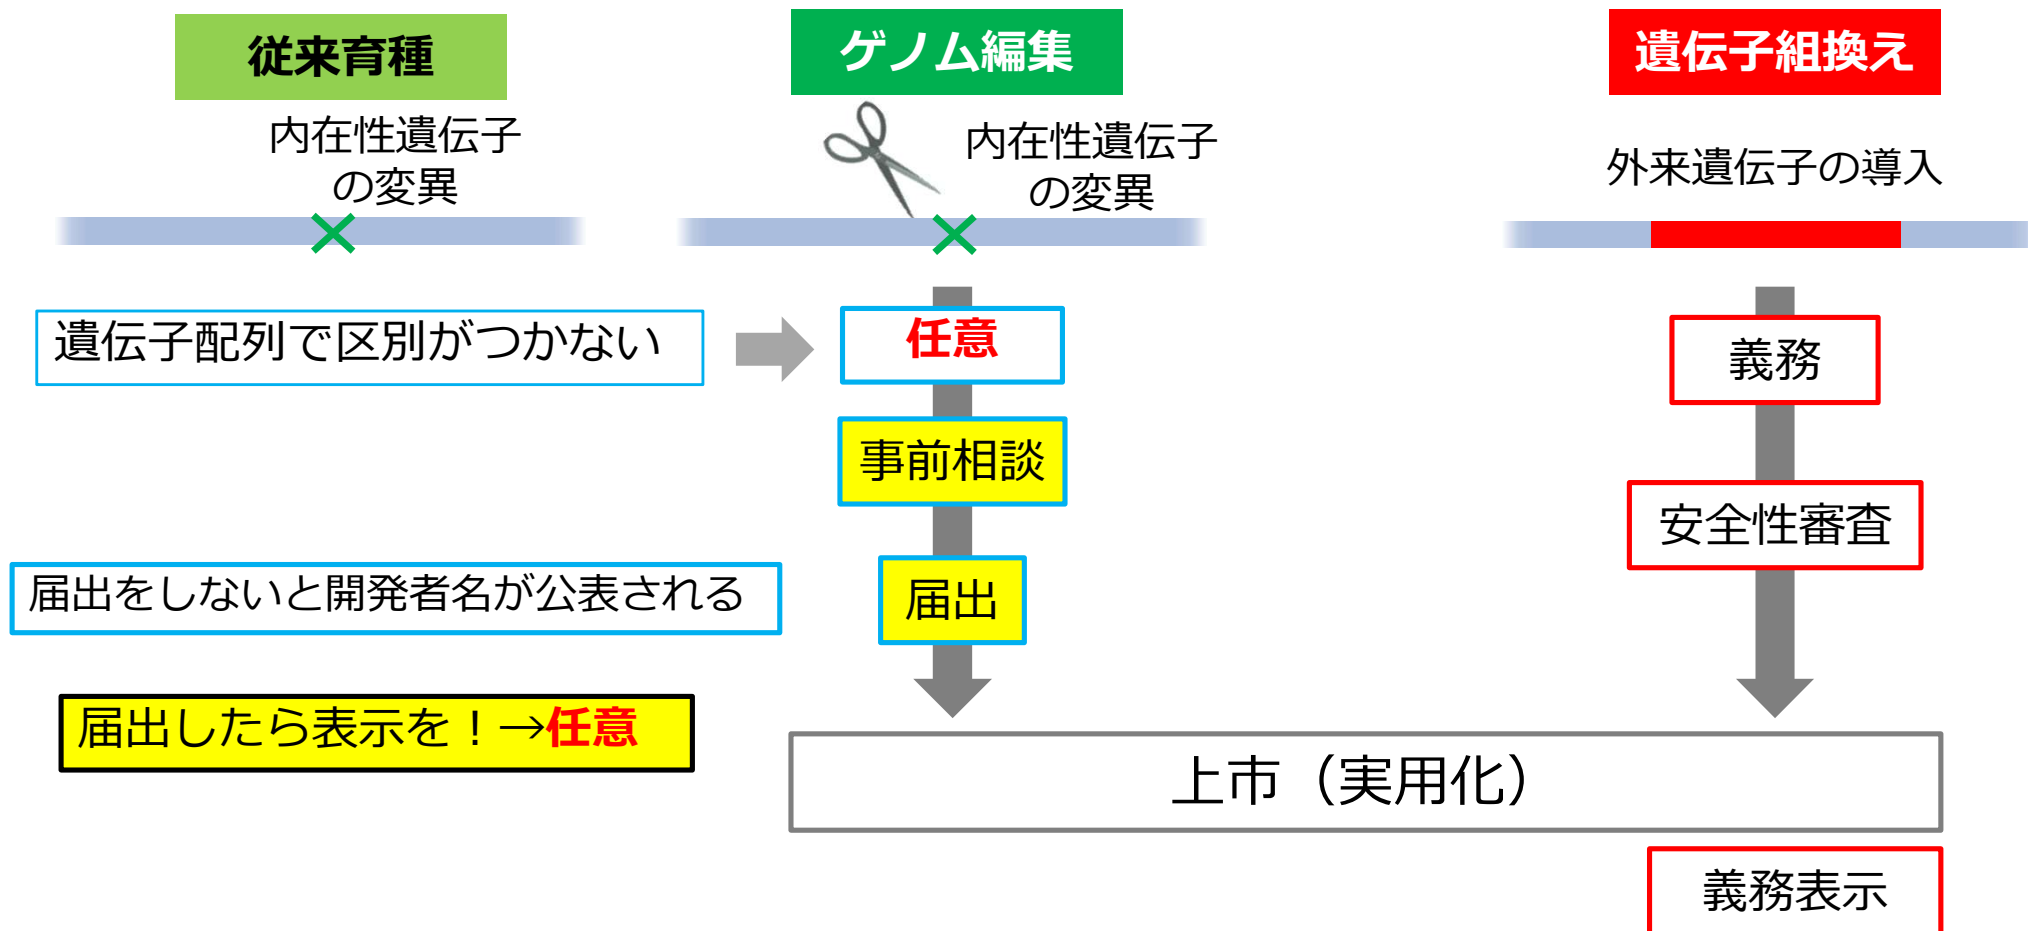 従来育種
内在性遺伝子
の変異
ゲノム編集
内在性遺伝子
の変異
遺伝子組換え
外来遺伝子の導入
遺伝子配列で区別がつかない
任意
義務
事前相談
安全性審査
届出をしないと開発者名が公表される
届出
届出したら表示を！→任意
上市（実用化）
義務表示